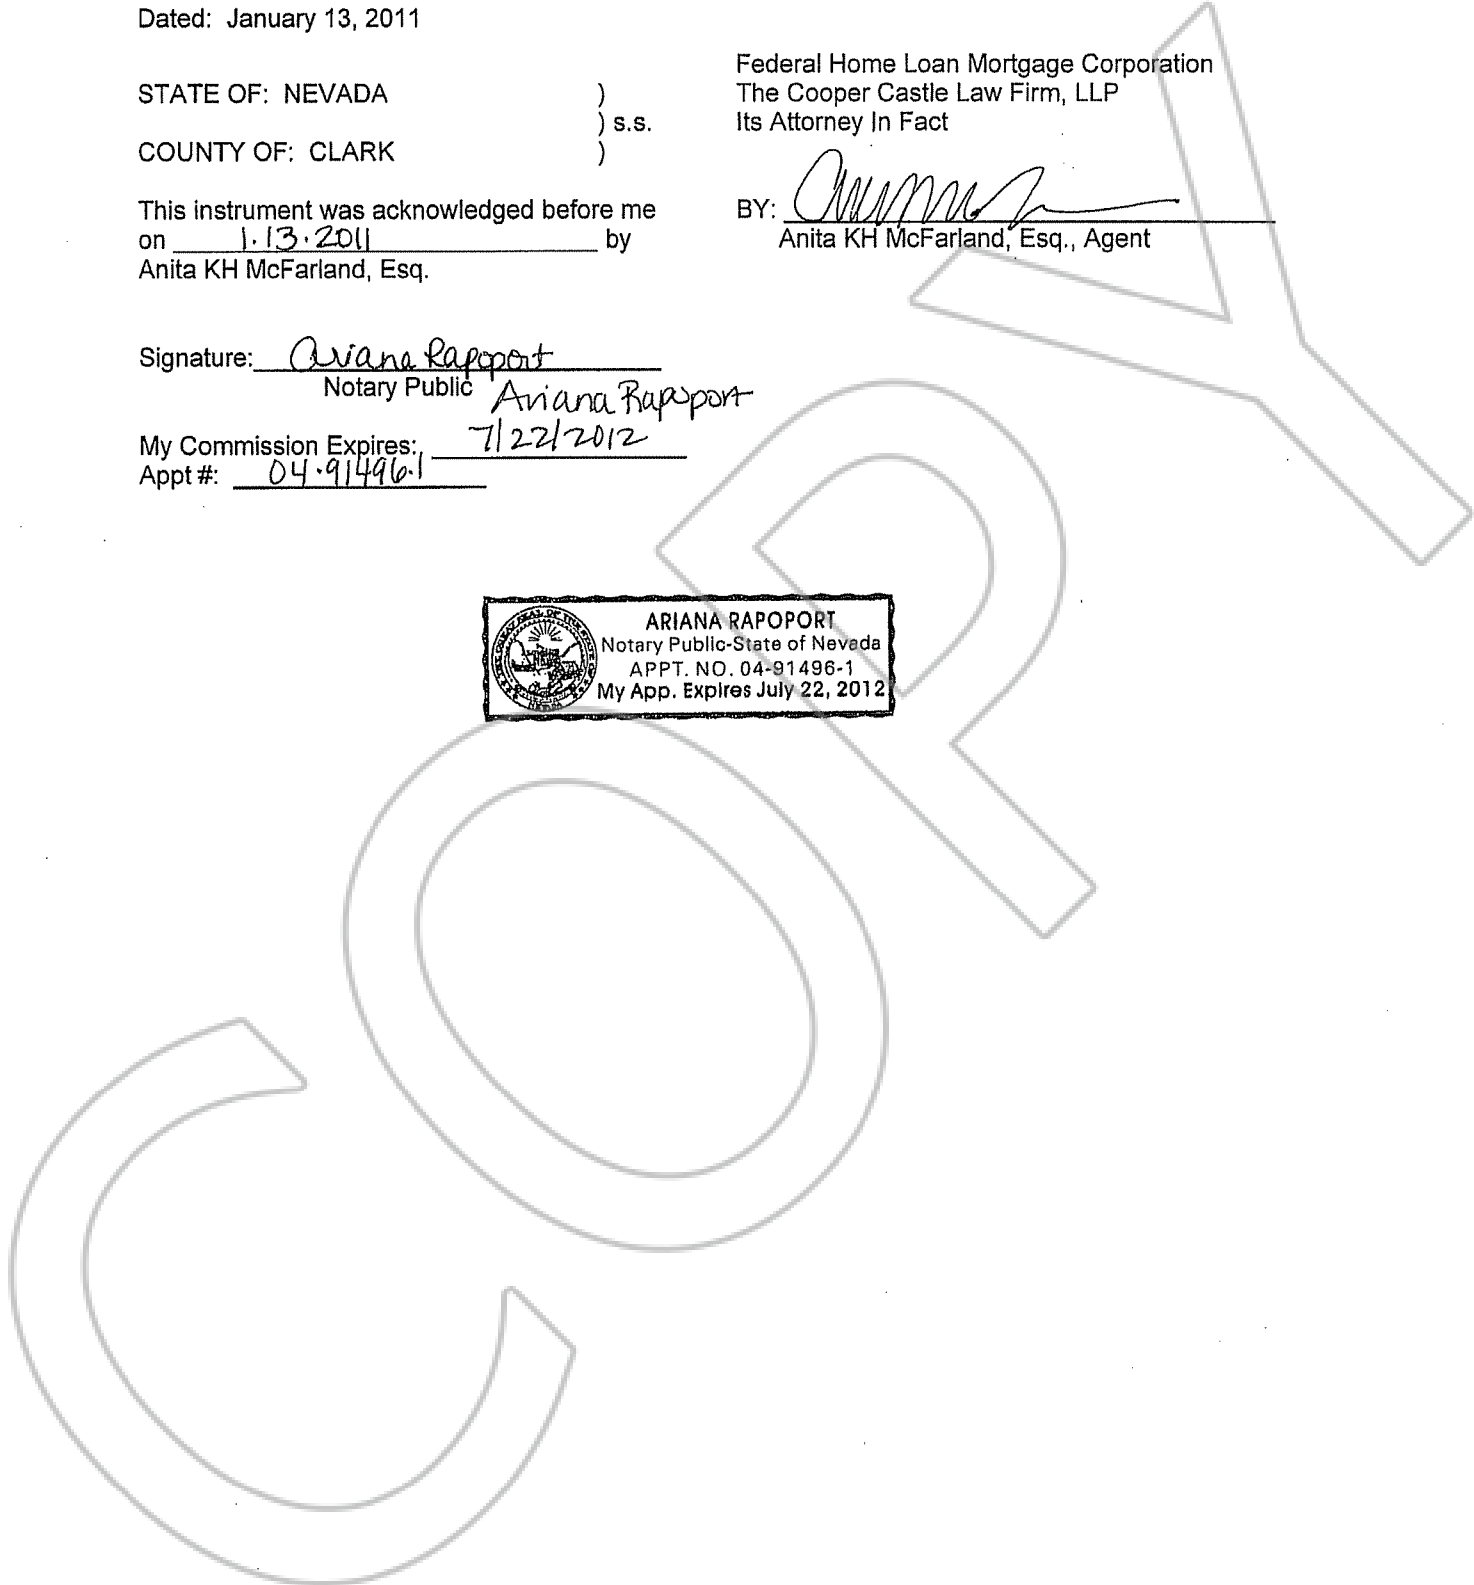 Dated: January 13, 2011
STATE OF: NEVADA )
) s.s.
COUNTY OF: CLARK )
This instrument was acknowledged before me
on 1.13.2011 by
Anita KH McFarland, Esq.
Federal Home Loan Mortgage Corporation
The Cooper Castle Law Firm, LLP
Its Attorney In Fact
BY:
Anita KH McFarland, Esq., Agent
Signature: Ariana Rapoport
Notary Public Ariana Rapoport
My Commission Expires: 7/22/2012
Appt #: 04.91496.1
ARIANA RAPOPORT
Notary Public-State of Nevada
APPT. NO. 04-91496-1
My App. Expires July 22, 2012
COPY